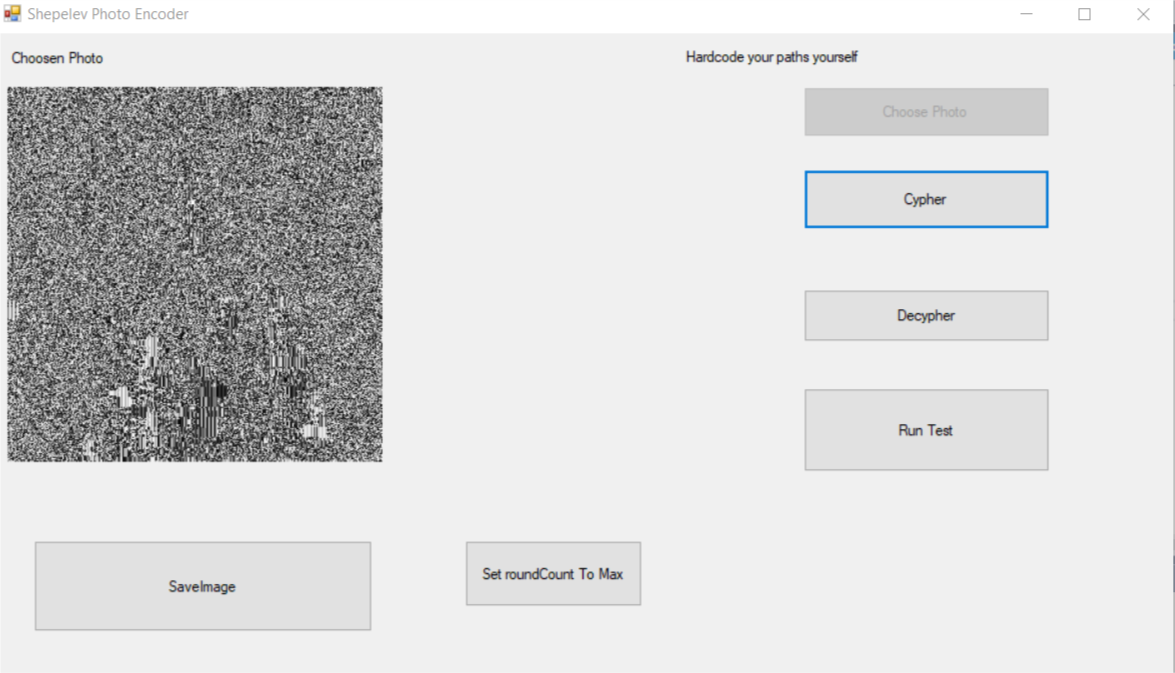 Shepelev Photo Encoder
Choosen Photo
Hardcode your paths yourself
Choose Photo
Cypher
Decypher
Run Test
SaveImage
Set roundCount To Max